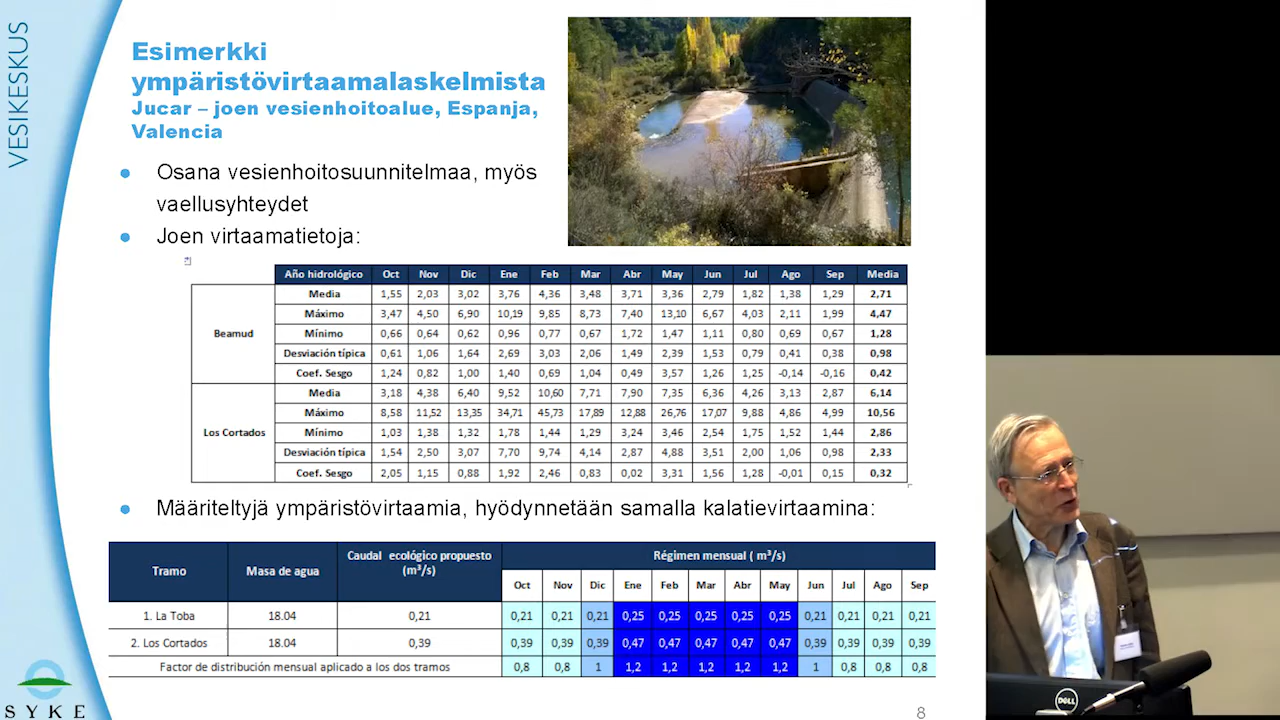 VESIKESKUS
Esimerkki
ympäristövirtaamalaskelmista
Jucar – joen vesienhoitoalue, Espanja,
Valencia
● Osana vesienhoitosuunnitelmaa, myös
vaellusyhteydet
● Joen virtaamatietoja:
Año hidrológico Oct Nov Dic Ene Feb Mar Abr May Jun Jul Ago Sep Media
Beamud
Media 1,55 2,03 3,02 3,76 4,36 3,48 3,71 3,36 2,79 1,82 1,38 1,29 2,71
Máximo 3,47 4,50 6,90 10,19 9,85 8,73 7,40 13,10 6,67 4,03 2,11 1,99 4,47
Mínimo 0,66 0,64 0,62 0,96 0,77 0,67 1,72 1,47 1,11 0,80 0,69 0,67 1,28
Desviación típica 0,61 1,06 1,64 2,69 3,03 2,06 1,49 2,39 1,53 0,79 0,41 0,38 0,98
Coef. Sesgo 1,24 0,82 1,00 1,40 0,69 1,04 0,49 3,57 1,26 1,25 -0,14 -0,16 0,42
Los Cortados
Media 3,18 4,38 6,40 9,52 10,60 7,71 7,90 7,35 6,36 4,26 3,13 2,87 6,14
Máximo 8,58 11,52 13,35 34,71 45,73 17,89 12,88 26,76 17,07 9,88 4,86 4,99 10,56
Mínimo 1,03 1,38 1,32 1,78 1,44 1,29 3,24 3,46 2,54 1,75 1,52 1,44 2,86
Desviación típica 1,54 2,50 3,07 7,70 9,74 4,14 2,87 4,88 3,51 2,00 1,06 0,98 2,33
Coef. Sesgo 2,05 1,15 0,88 1,92 2,46 0,83 0,02 3,31 1,56 1,28 -0,01 0,15 0,32
● Määriteltyjä ympäristövirtaamia, hyödynnetään samalla kalatievirtaamina:
Tramo Masa de agua Caudal ecológico propuesto (m³/s) Régimen mensual ( m³/s)
Oct Nov Dic Ene Feb Mar Abr May Jun Jul Ago Sep
1. La Toba 18.04 0,21 0,21 0,21 0,21 0,25 0,25 0,25 0,25 0,25 0,21 0,21 0,21 0,21
2. Los Cortados 18.04 0,39 0,39 0,39 0,39 0,47 0,47 0,47 0,47 0,47 0,39 0,39 0,39 0,39
Factor de distribución mensual aplicado a los dos tramos 0,8 0,8 1 1,2 1,2 1,2 1,2 1,2 1 0,8 0,8 0,8
SYKE
8
DELL